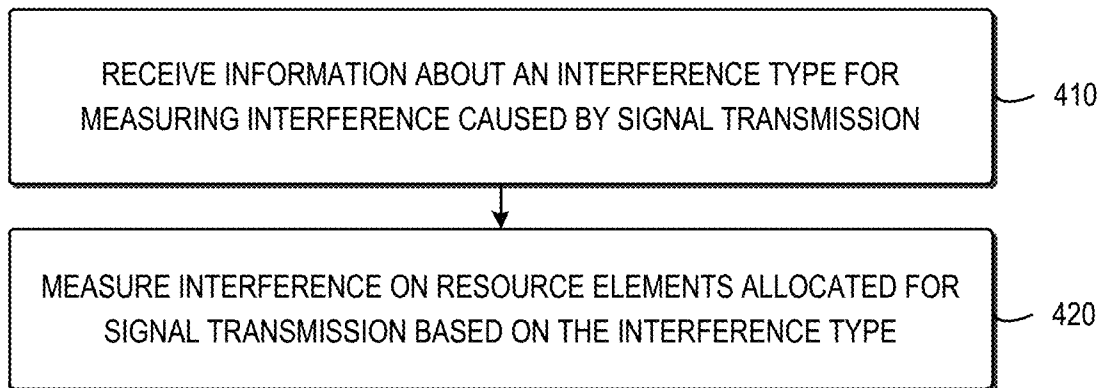 RECEIVE INFORMATION ABOUT AN INTERFERENCE TYPE FOR
MEASURING INTERFERENCE CAUSED BY SIGNAL TRANSMISSION
410
MEASURE INTERFERENCE ON RESOURCE ELEMENTS ALLOCATED FOR
SIGNAL TRANSMISSION BASED ON THE INTERFERENCE TYPE
420